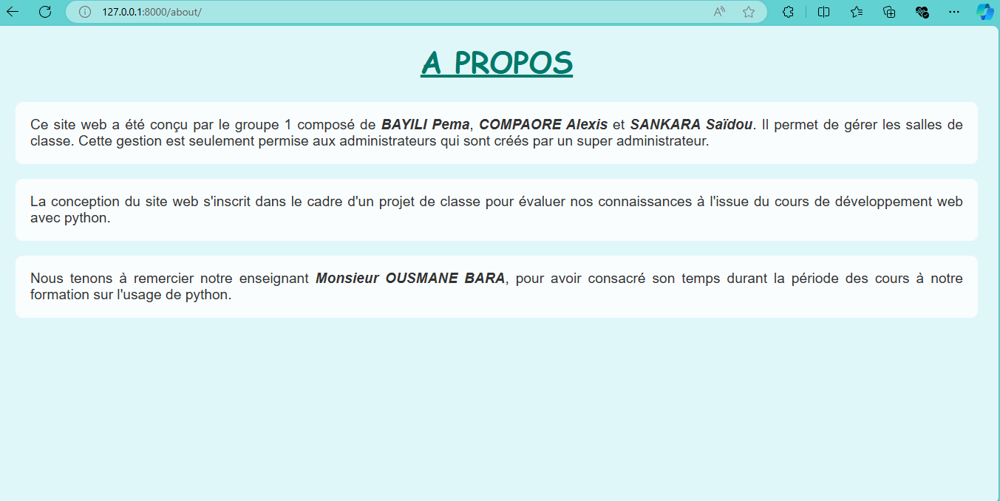 127.0.0.1:8000/about/
A PROPOS
Ce site web a été conçu par le groupe 1 composé de BAYILI Pema, COMPAORE Alexis et SANKARA Saïdou. Il permet de gérer les salles de
classe. Cette gestion est seulement permise aux administrateurs qui sont créés par un super administrateur.
La conception du site web s'inscrit dans le cadre d'un projet de classe pour évaluer nos connaissances à l'issue du cours de développement web
avec python.
Nous tenons à remercier notre enseignant Monsieur OUSMANE BARA, pour avoir consacré son temps durant la période des cours à notre
formation sur l'usage de python.